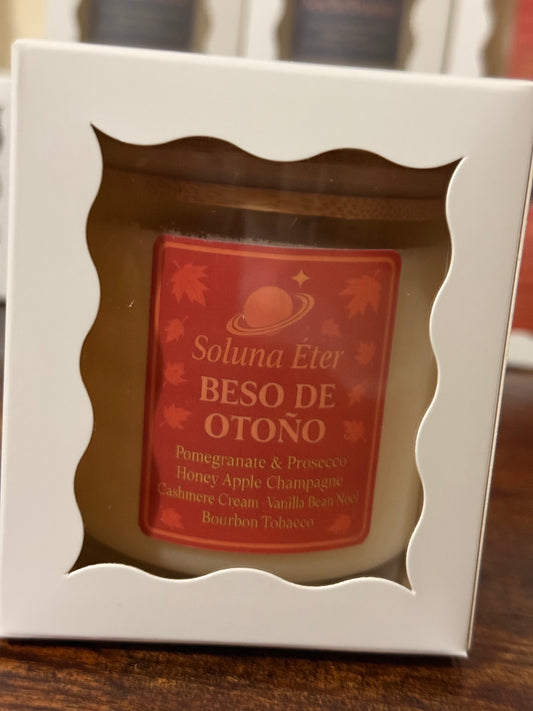 Soluna Éter
BESO DE
OTOÑO
Pomegranate & Prosecco
Honey Apple Champagne
Cashmere Cream · Vanilla Bean Noel
Bourbon Tobacco